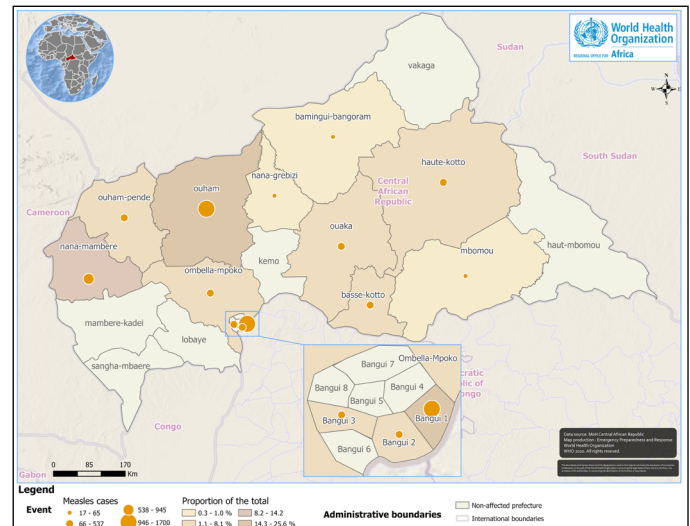 World Health
Organization
REGIONAL OFFICE FOR Africa
Sudan
vakaga
N
W
E
S
bamingui-bangoram
South Sudan
haute-kotto
nana-grebizi
Central
African
Republic
ouham
ouham-pende
Cameroon
ouaka
nana-mambere
mbomou
haut-mbomou
kemo
ombella-mpoko
basse-kotto
mambere-kadei
lobaye
sangha-mbaere
Ombella-Mpoko
Bangui 7
Bangui 8
Bangui 4
Bangui 5
Bangui 1
Bangui 3
Bangui 2
Bangui 6
cratic
lic of
ongo
Congo
Gabon
0 85 170
Km
Data source: MoH Central African Republic
Map production : Emergency Preparedness and Response
World Health Organization
WHO 2020. All rights reseved.
Legend
Event
Measles cases
17 - 65
66 - 537
538 - 945
946 - 1700
Proportion of the total
0.3 - 1.0 %
1.1 - 8.1 %
8.2 - 14.2
14.3 - 25.6 %
Administrative boundaries
Non-affected prefecture
International boundaries